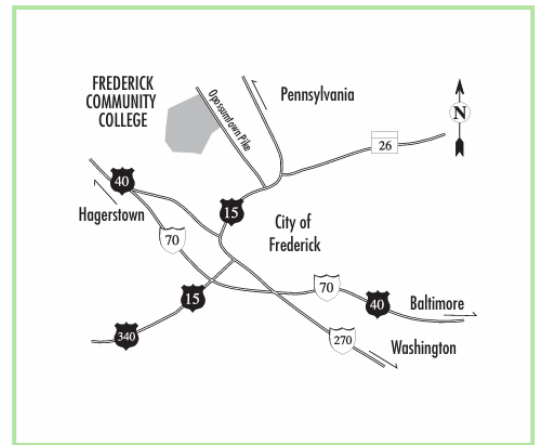 FREDERICK
COMMUNITY
COLLEGE
Opossumtown Pike
Pennsylvania
N
26
40
Hagerstown
15
City of
Frederick
70
70
15
40
Baltimore
340
270
Washington